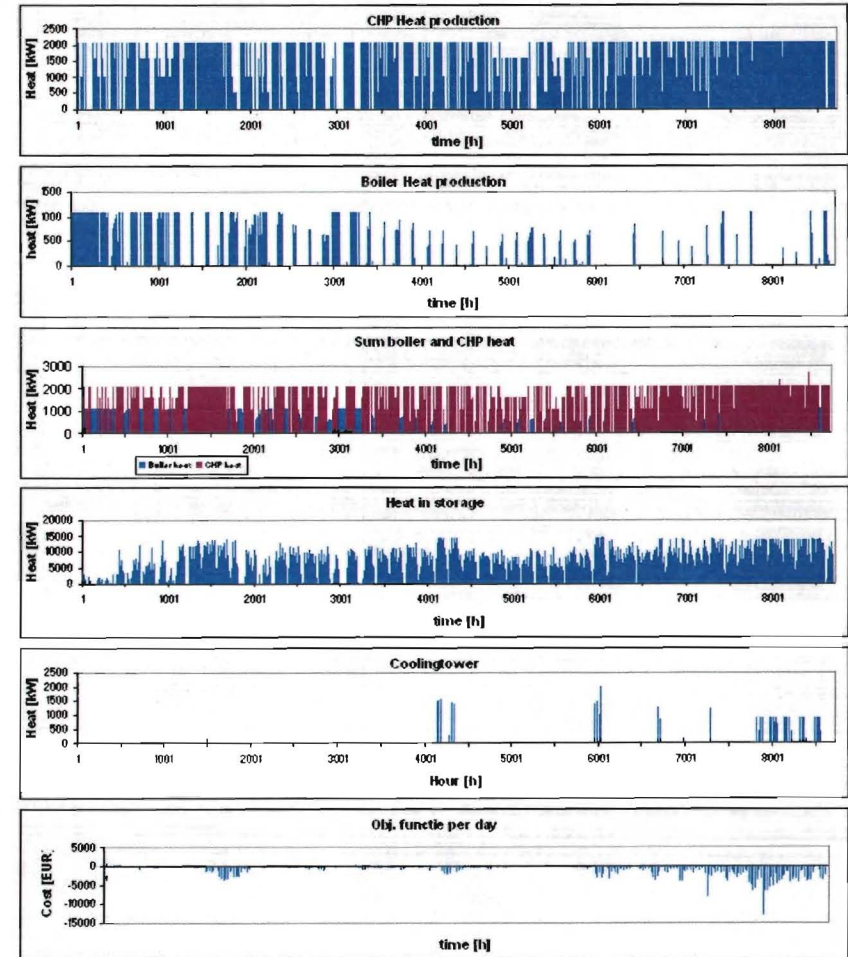 CHP Heat production
Heat [kW]
2500
2000
1500
1000
500
0
1 1001 2001 3001 4001 5001 6001 7001 8001
time [h]
Boiler Heat production
heat [kW]
1500
1000
500
0
1 1001 2001 3001 4001 5001 6001 7001 8001
time [h]
Sum boiler and CHP heat
Heat [kW]
3000
2000
1000
0
1 1001 2001 3001 4001 5001 6001 7001 8001
Boiler heat CHP heat
time [h]
Heat in storage
Heat [kW]
20000
15000
10000
5000
0
1 1001 2001 3001 4001 5001 6001 7001 8001
time [h]
Coolingtower
Heat [kW]
2500
2000
1500
1000
500
0
1 1001 2001 3001 4001 5001 6001 7001 8001
Hour [h]
Obj. functie per day
Cost [EUR]
5000
0
-5000
-10000
-15000
time [h]